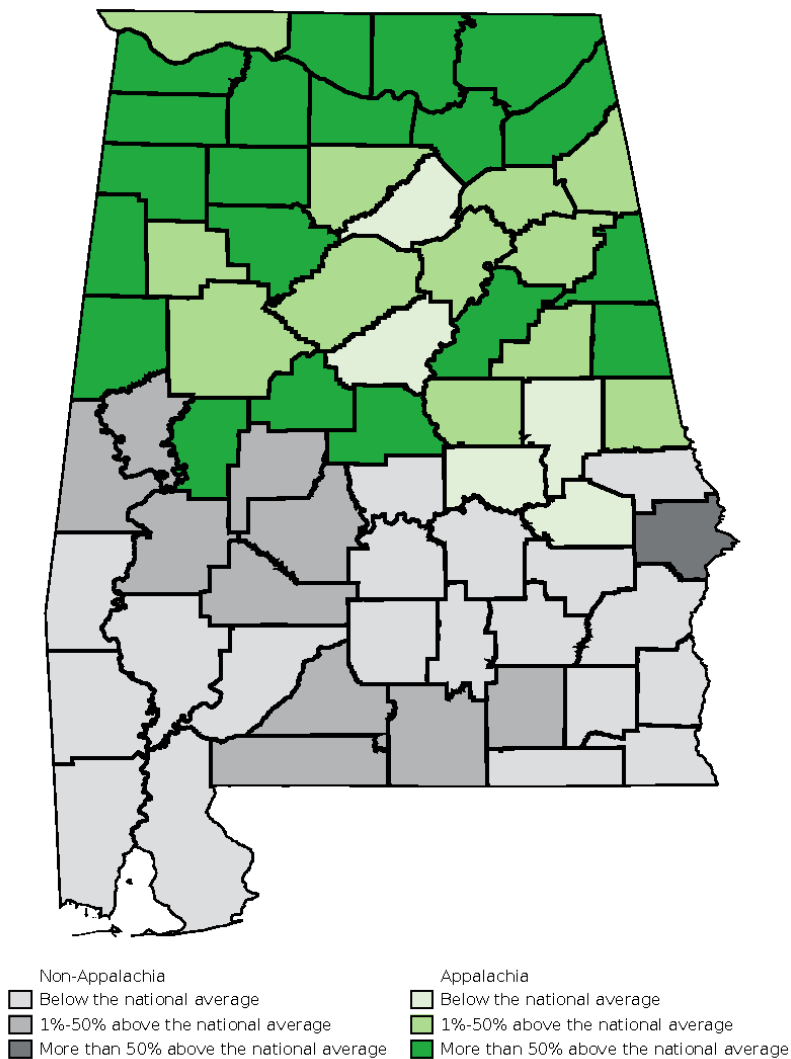 Non-Appalachia
Below the national average
1%-50% above the national average
More than 50% above the national average
Appalachia
Below the national average
1%-50% above the national average
More than 50% above the national average